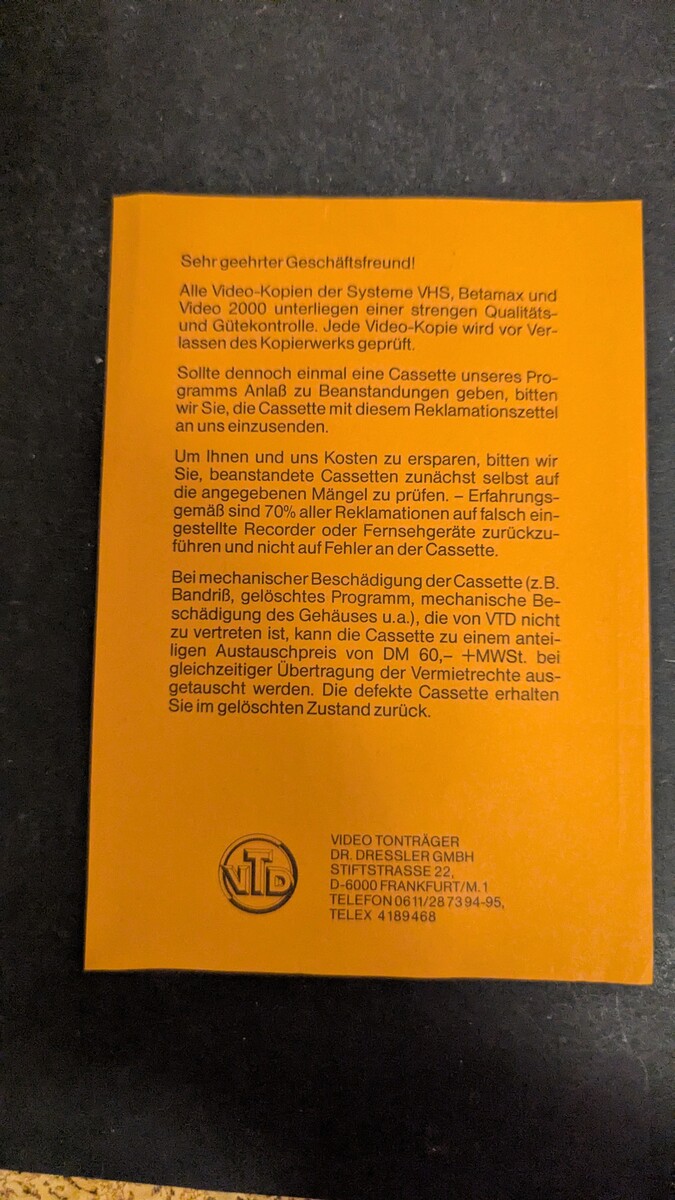 Sehr geehrter Geschäftsfreund!
Alle Video-Kopien der Systeme VHS, Betamax und
Video 2000 unterliegen einer strengen Qualitäts-
und Gütekontrolle. Jede Video-Kopie wird vor Ver-
lassen des Kopierwerks geprüft.
Sollte dennoch einmal eine Cassette unseres Pro-
gramms Anlaß zu Beanstandungen geben, bitten
wir Sie, die Cassette mit diesem Reklamationszettel
an uns einzusenden.
Um Ihnen und uns Kosten zu ersparen, bitten wir
Sie, beanstandete Cassetten zunächst selbst auf
die angegebenen Mängel zu prüfen. – Erfahrungs-
gemäß sind 70% aller Reklamationen auf falsch ein-
gestellte Recorder oder Fernsehgeräte zurückzu-
führen und nicht auf Fehler an der Cassette.
Bei mechanischer Beschädigung der Cassette (z.B.
Bandriß, gelöschtes Programm, mechanische Be-
schädigung des Gehäuses u.a.), die von VTD nicht
zu vertreten ist, kann die Cassette zu einem antei-
ligen Austauschpreis von DM 60,– +MWSt. bei
gleichzeitiger Übertragung der Vermietrechte aus-
getauscht werden. Die defekte Cassette erhalten
Sie im gelöschten Zustand zurück.
VTD
VIDEO TONTRÄGER
DR. DRESSLER GMBH
STIFTSTRASSE 22,
D-6000 FRANKFURT/M. 1
TELEFON 0611/28 73 94-95,
TELEX 4189468